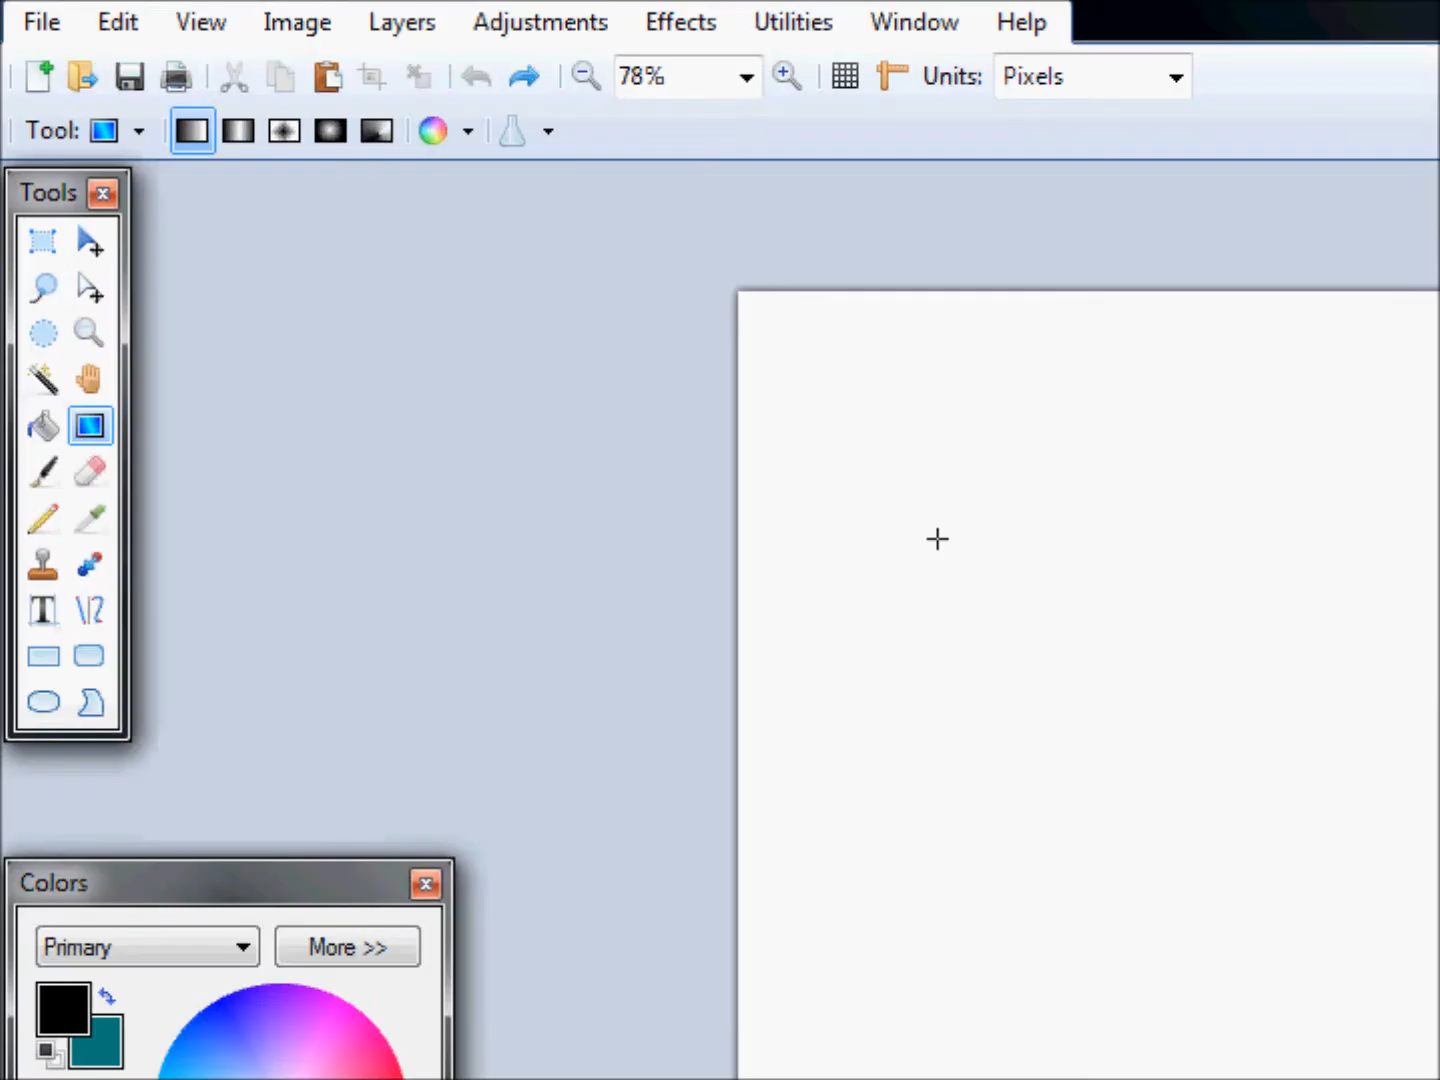 File Edit View Image Layers Adjustments Effects Utilities Window Help
78% Units: Pixels
Tool:
Tools
Colors
Primary More >>